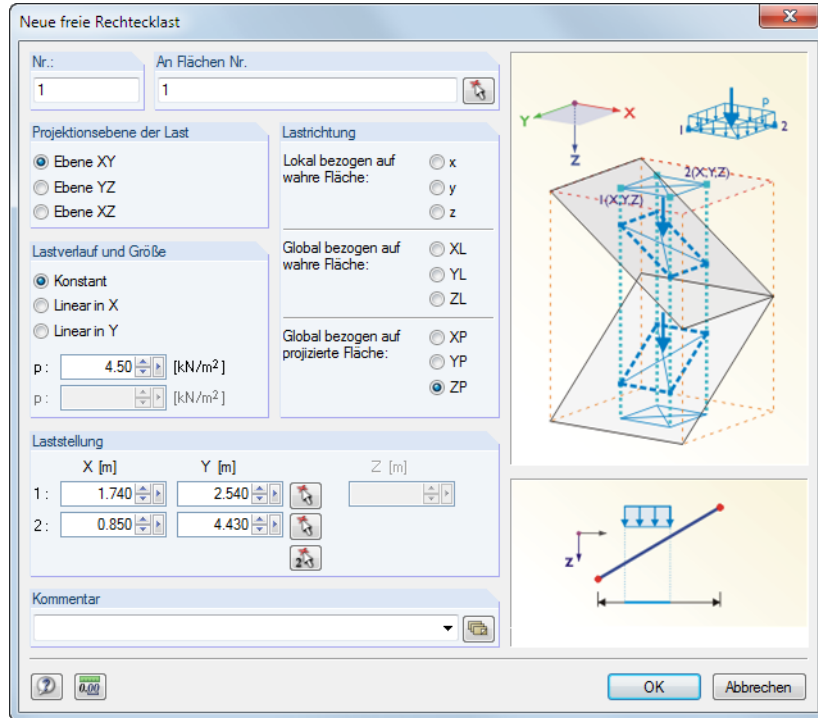 Neue freie Rechtecklast
Nr.: An Flächen Nr.
1 1
Projektionsebene der Last
Ebene XY
Ebene YZ
Ebene XZ
Lastrichtung
Lokal bezogen auf
wahre Fläche:
x
y
z
Global bezogen auf
wahre Fläche:
XL
YL
ZL
Global bezogen auf
projizierte Fläche:
XP
YP
ZP
Lastverlauf und Größe
Konstant
Linear in X
Linear in Y
p : 4.50 [kN/m²]
p : [kN/m²]
Laststellung
X [m] Y [m] Z [m]
1 : 1.740 2.540
2 : 0.850 4.430
2
Kommentar
Y X Z
p
1 2
2(X,Y,Z)
1(X,Y,Z)
z
0.00
OK Abbrechen